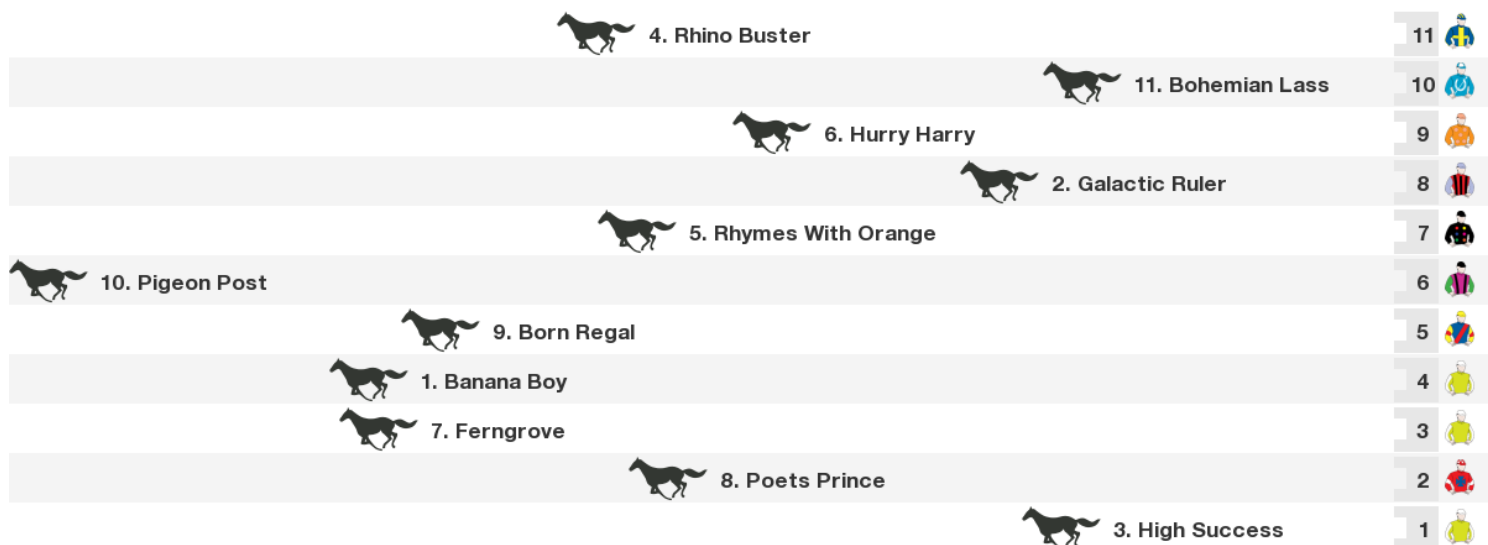 4. Rhino Buster 11
11. Bohemian Lass 10
6. Hurry Harry 9
2. Galactic Ruler 8
5. Rhymes With Orange 7
10. Pigeon Post 6
9. Born Regal 5
1. Banana Boy 4
7. Ferngrove 3
8. Poets Prince 2
3. High Success 1